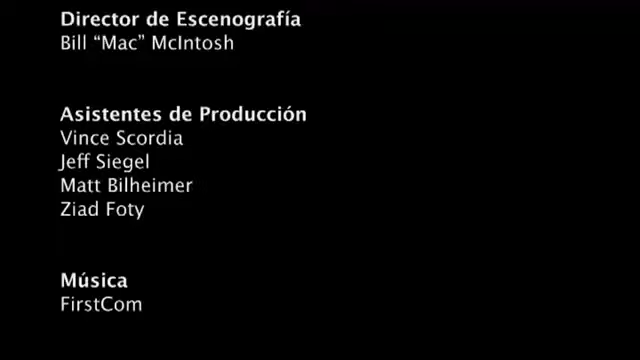 Director de Escenografía
Bill “Mac” McIntosh
Asistentes de Producción
Vince Scordia
Jeff Siegel
Matt Bilheimer
Ziad Foty
Música
FirstCom